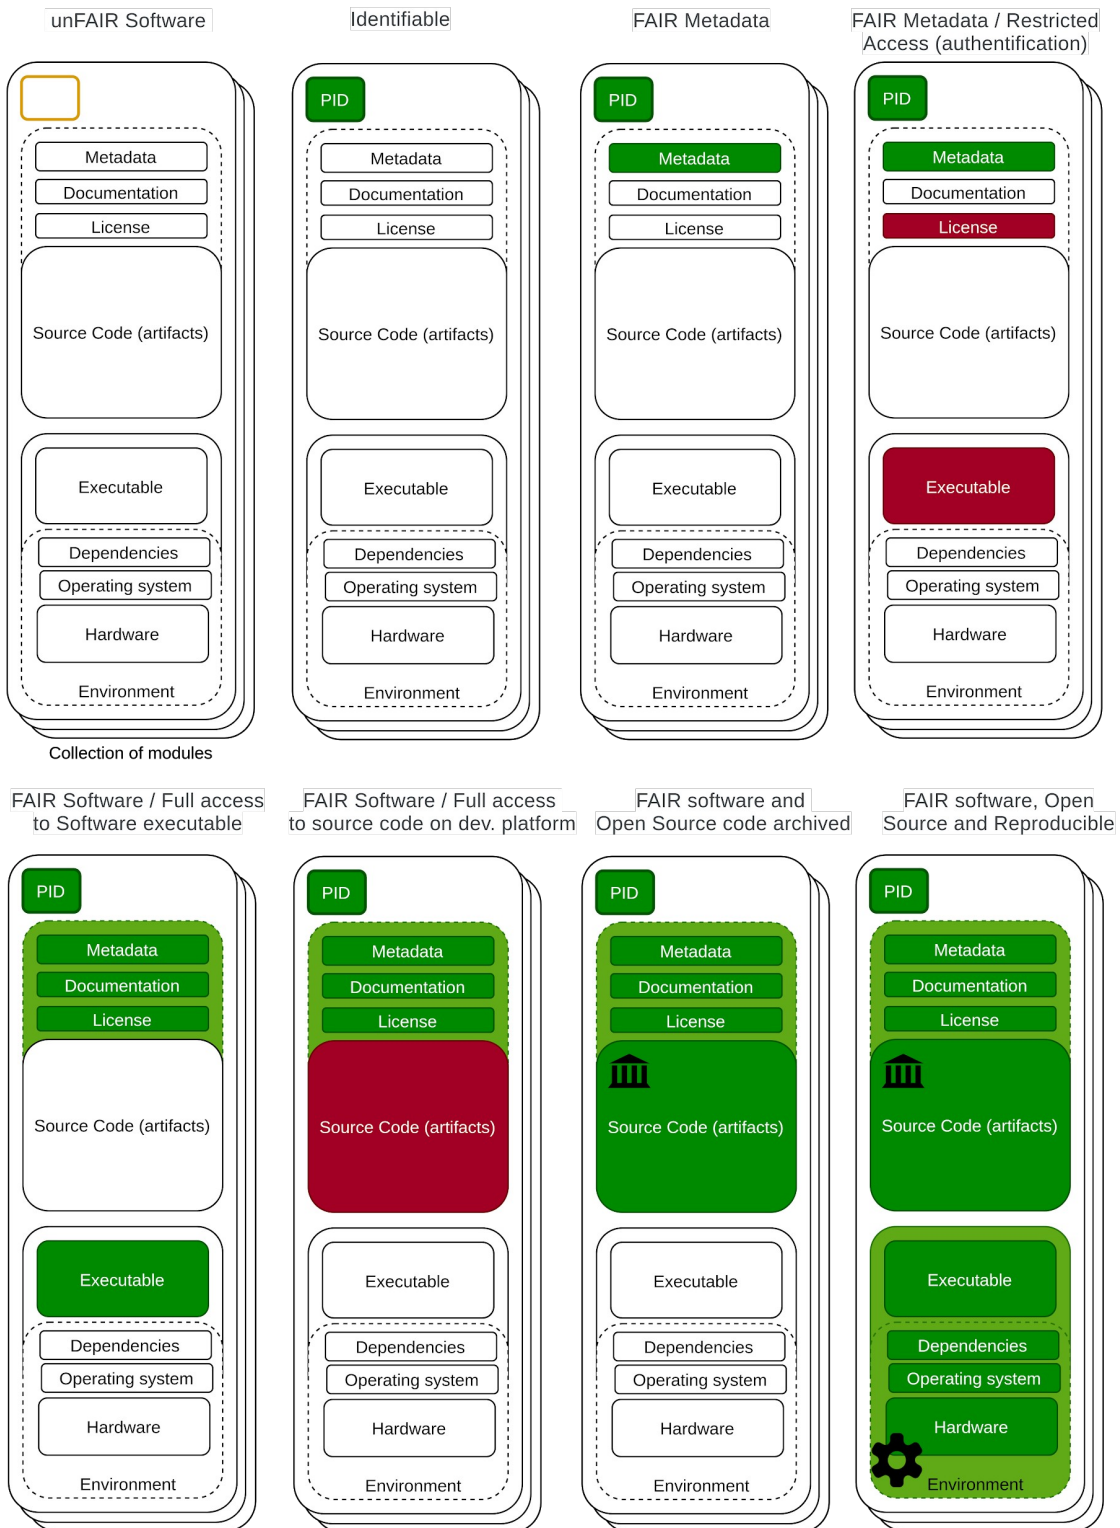 unFAIR Software
Metadata
Documentation
License
Source Code (artifacts)
Executable
Dependencies
Operating system
Hardware
Environment
Collection of modules
Identifiable
PID
Metadata
Documentation
License
Source Code (artifacts)
Executable
Dependencies
Operating system
Hardware
Environment
FAIR Metadata
PID
Metadata
Documentation
License
Source Code (artifacts)
Executable
Dependencies
Operating system
Hardware
Environment
FAIR Metadata / Restricted
Access (authentification)
PID
Metadata
Documentation
License
Source Code (artifacts)
Executable
Dependencies
Operating system
Hardware
Environment
FAIR Software / Full access
to Software executable
PID
Metadata
Documentation
License
Source Code (artifacts)
Executable
Dependencies
Operating system
Hardware
Environment
FAIR Software / Full access
to source code on dev. platform
PID
Metadata
Documentation
License
Source Code (artifacts)
Executable
Dependencies
Operating system
Hardware
Environment
FAIR software and
Open Source code archived
PID
Metadata
Documentation
License
Source Code (artifacts)
Executable
Dependencies
Operating system
Hardware
Environment
FAIR software, Open
Source and Reproducible
PID
Metadata
Documentation
License
Source Code (artifacts)
Executable
Dependencies
Operating system
Hardware
Environment